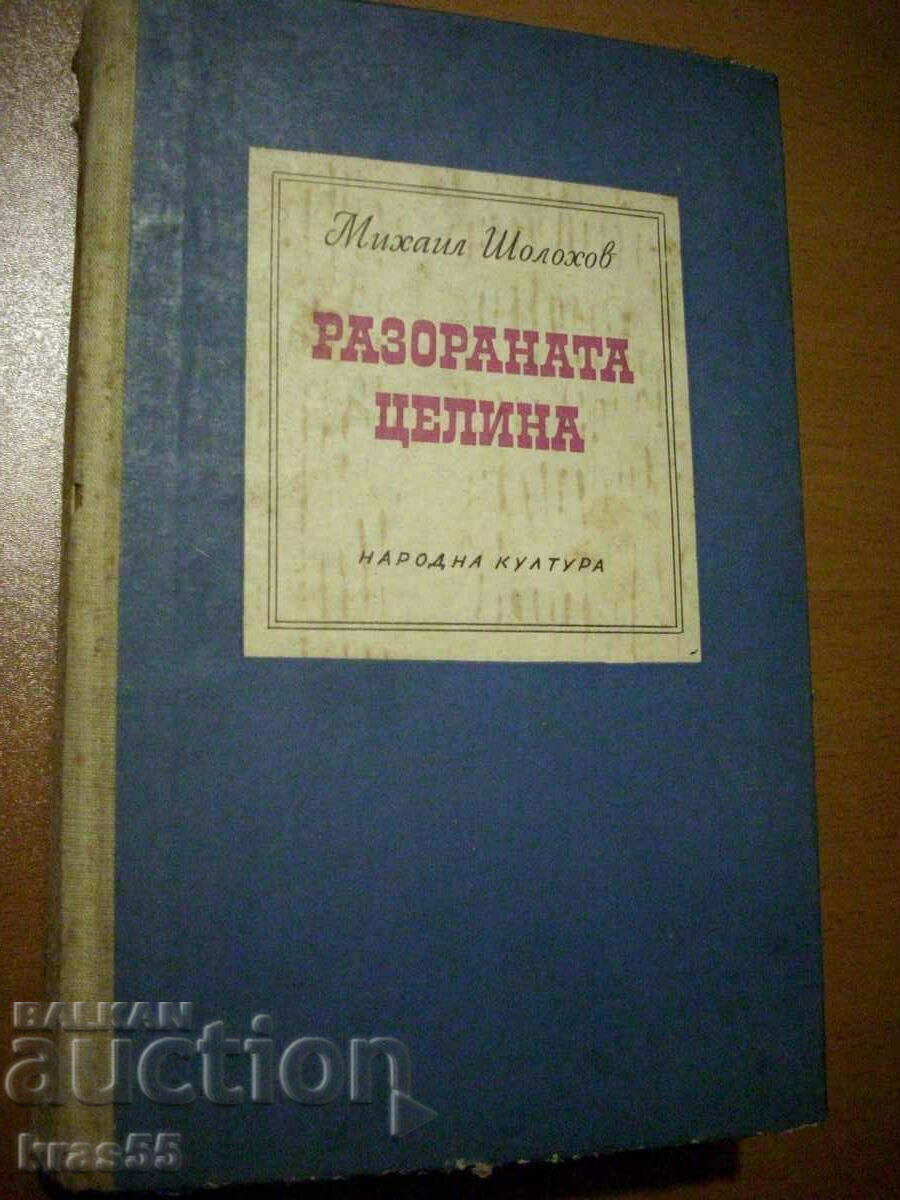 Михаил Шолохов
РАЗОРАНАТА
ЦЕЛИНА
НАРОДНА КУЛТУРА
BALKAN
auction
kras55